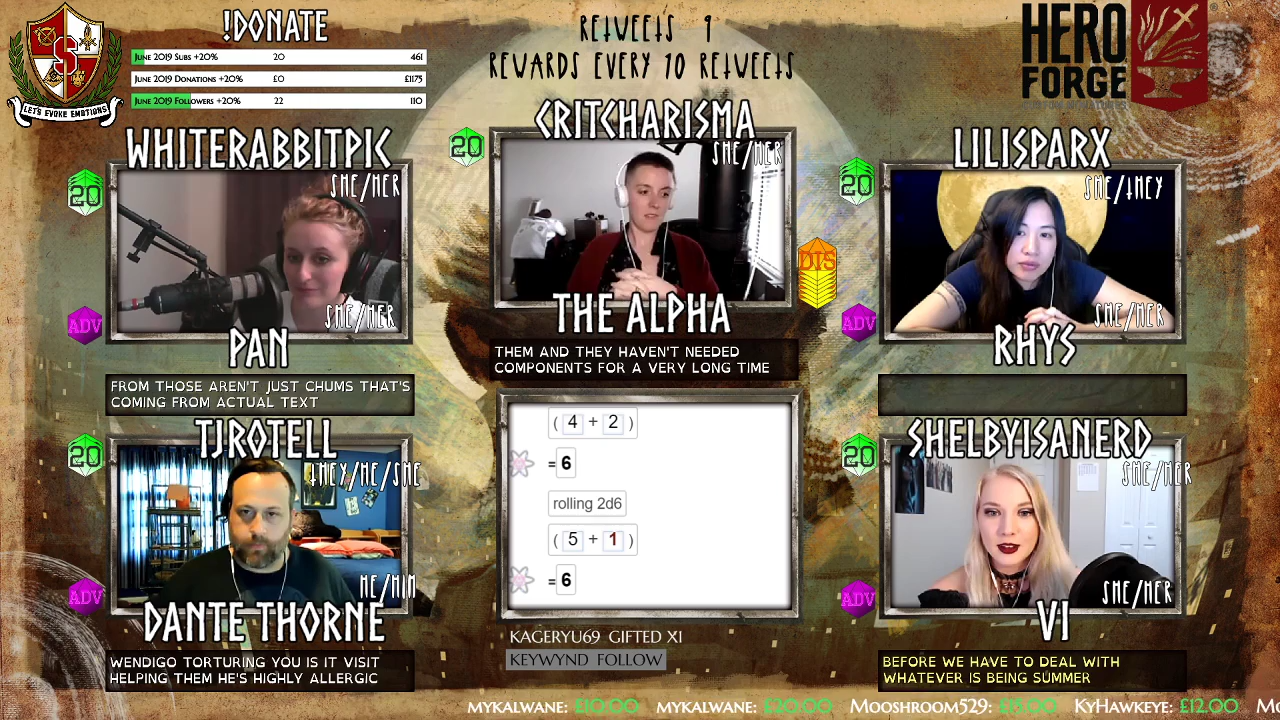 !DONATE
JUNE 2019 SUBS +20% 20 461
JUNE 2019 DONATIONS +20% £0 £1175
JUNE 2019 FOLLOWERS +20% 22 110
LET'S EVOKE EMOTIONS
RETWEETS 9
REWARDS EVERY 10 RETWEETS
HERO
FORGE
CUSTOM MINIATURES
WHITERABBITPIC
SHE/HER
20
ADV
SHE/HER
PAN
FROM THOSE AREN'T JUST CHUMS THAT'S
COMING FROM ACTUAL TEXT
CRITCHARISMA
SHE/HER
20
DTS
THE ALPHA
THEM AND THEY HAVEN'T NEEDED
COMPONENTS FOR A VERY LONG TIME
LILISPARX
SHE/THEY
20
ADV
SHE/HER
RHYS
TJROTELL
THEY/HE/SHE
20
ADV
HE/HIM
DANTE THORNE
WENDIGO TORTURING YOU IS IT VISIT
HELPING THEM HE'S HIGHLY ALLERGIC
( 4 + 2 )
= 6
rolling 2d6
( 5 + 1 )
= 6
KAGERYU69 GIFTED X1
KEYWYND FOLLOW
SHELBYISANERD
SHE/HER
20
ADV
SHE/HER
VI
BEFORE WE HAVE TO DEAL WITH
WHATEVER IS BEING SUMMER
MYKALWANE: £10.00 MYKALWANE: £20.00 MOOSHROOM529: £15.00 KYHAWKEYE: £12.00 MO